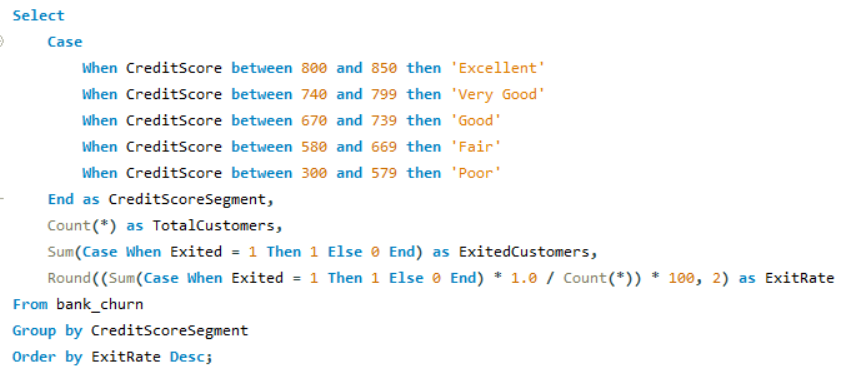 Select
Case
When CreditScore between 800 and 850 then 'Excellent'
When CreditScore between 740 and 799 then 'Very Good'
When CreditScore between 670 and 739 then 'Good'
When CreditScore between 580 and 669 then 'Fair'
When CreditScore between 300 and 579 then 'Poor'
End as CreditScoreSegment,
Count(*) as TotalCustomers,
Sum(Case When Exited = 1 Then 1 Else 0 End) as ExitedCustomers,
Round((Sum(Case When Exited = 1 Then 1 Else 0 End) * 1.0 / Count(*)) * 100, 2) as ExitRate
From bank_churn
Group by CreditScoreSegment
Order by ExitRate Desc;